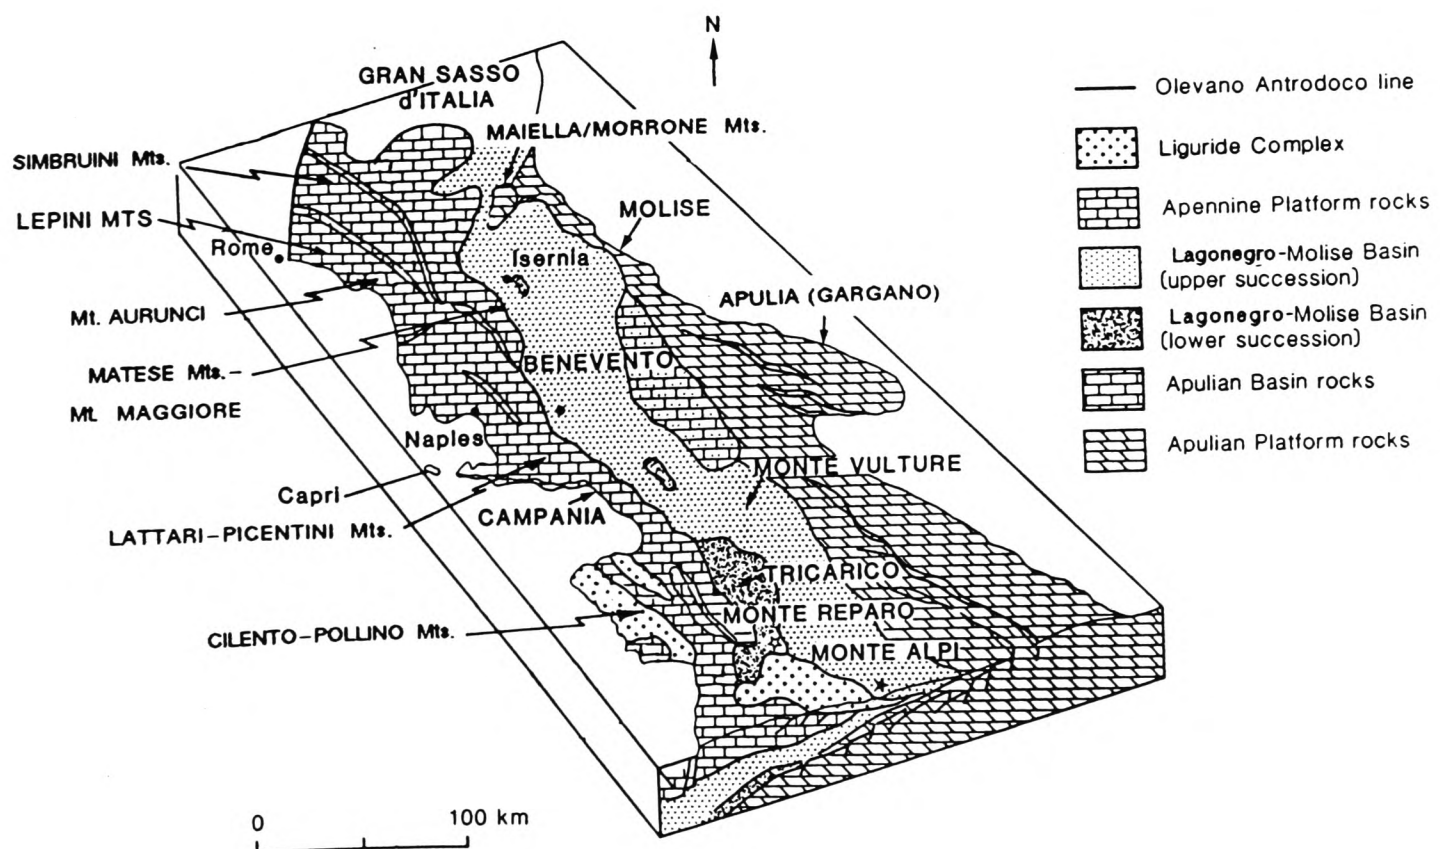 N
GRAN SASSO
d'ITALIA
MAIELLA/MORRONE Mts.
SIMBRUINI Mts.
LEPINI MTS
Rome
MOLISE
Isernia
Mt. AURUNCI
APULIA (GARGANO)
MATESE Mts.–
Mt. MAGGIORE
BENEVENTO
Naples
MONTE VULTURE
Capri
CAMPANIA
LATTARI–PICENTINI Mts.
TRICARICO
MONTE REPARO
CILENTO–POLLINO Mts.
MONTE ALPI
0
100 km
Olevano Antrodoco line
Liguride Complex
Apennine Platform rocks
Lagonegro-Molise Basin
(upper succession)
Lagonegro-Molise Basin
(lower succession)
Apulian Basin rocks
Apulian Platform rocks